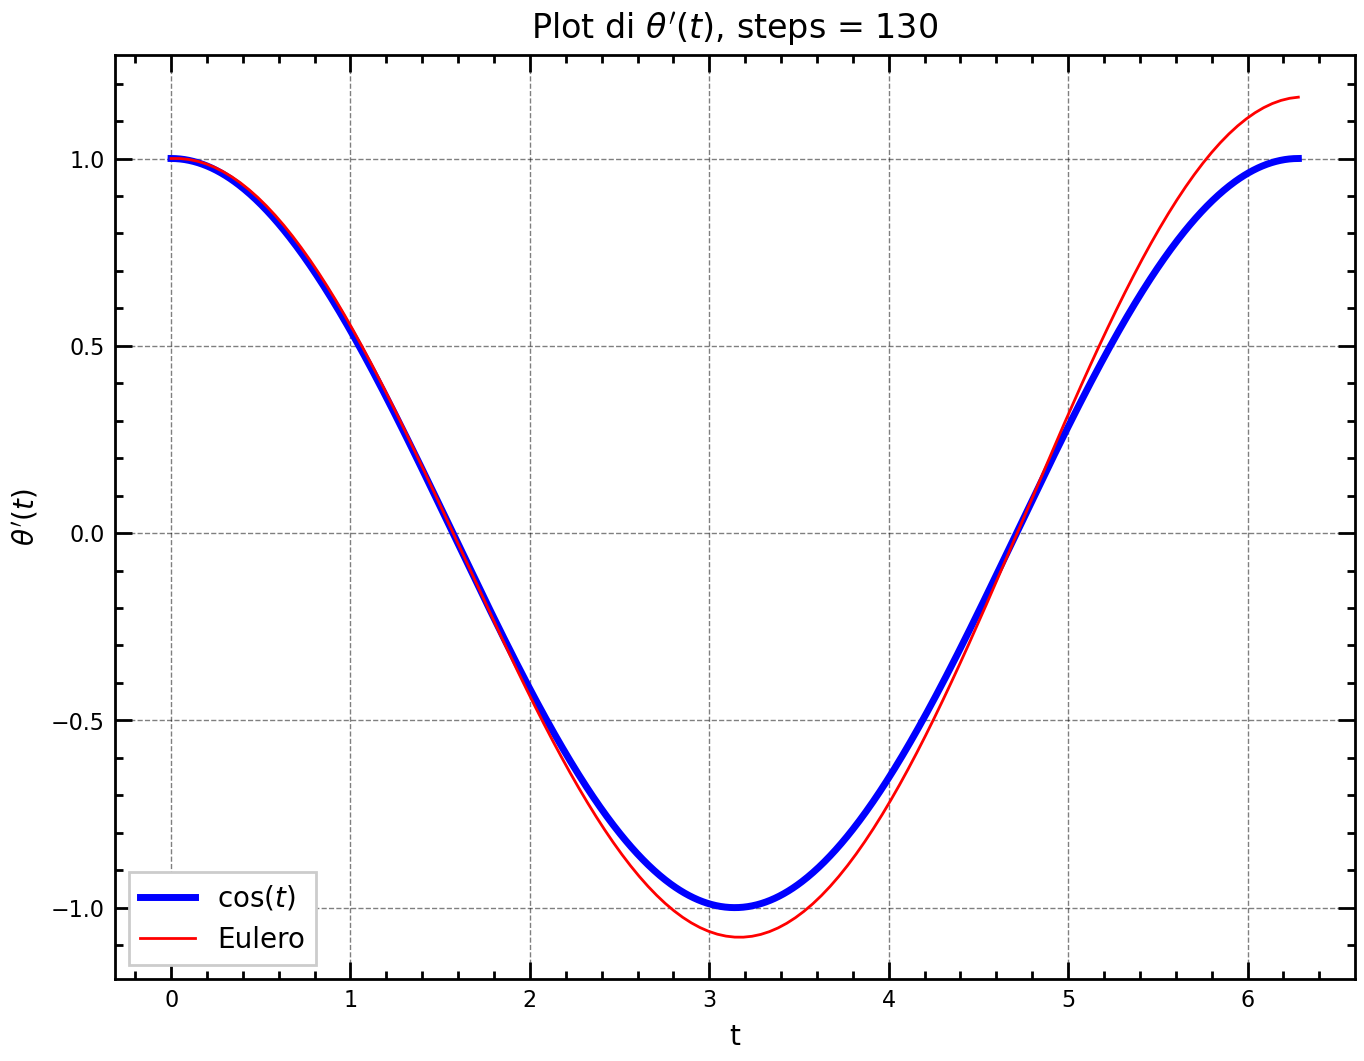 Plot di θ′(t), steps = 130
θ′(t)
1.0
0.5
0.0
−0.5
−1.0
cos(t)
Eulero
0 1 2 3 4 5 6
t